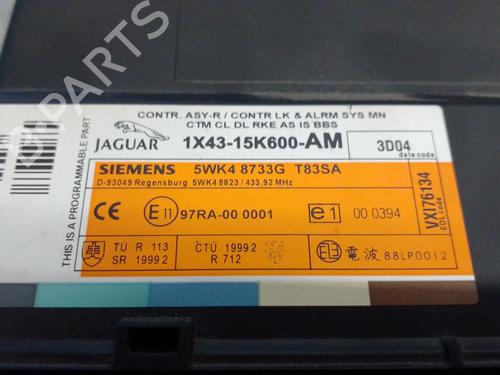 CONTR. ASY-R / CONTR LK & ALRM SYS MN
CTM CL DL RKE AS IS BBS
JAGUAR
1X43-15K600-AM
3D04
date code
SIEMENS 5WK4 8733G T83SA
D-93049 Regensburg 5WK4 8823 / 433,92 MHz
CE
E 11 97RA-00 0001
e1 00 0394
TÜ R 113
SR 1999 2
CTÜ 1999 2
R 712
電波 88LP0012
VX176134
EOL code
THIS IS A PROGRAMMABLE PART
B-PARTS